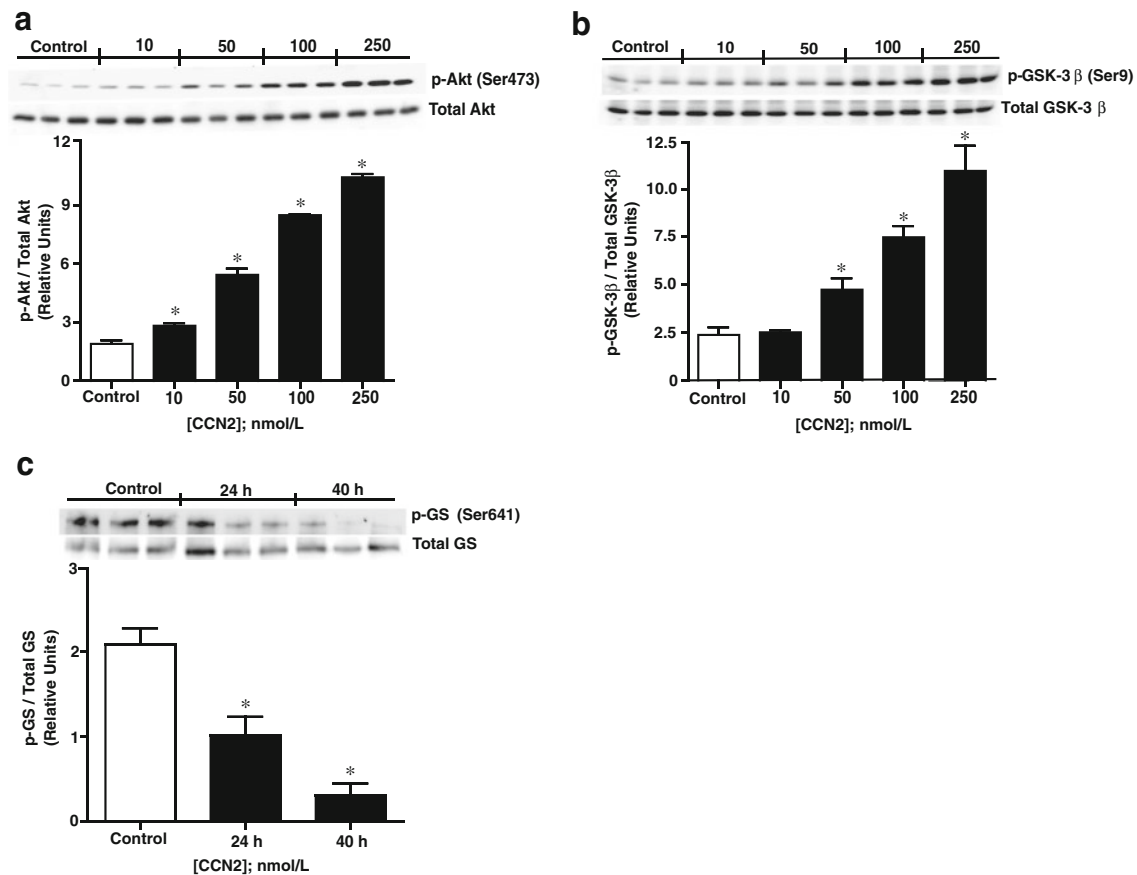 a
Control 10 50 100 250
p-Akt (Ser473)
Total Akt
12
9
6
3
0
p-Akt / Total Akt
(Relative Units)
*
*
*
*
Control 10 50 100 250
[CCN2]; nmol/L
b
Control 10 50 100 250
p-GSK-3 β (Ser9)
Total GSK-3 β
12.5
10.0
7.5
5.0
2.5
0
p-GSK-3β / Total GSK-3β
(Relative Units)
*
*
*
Control 10 50 100 250
[CCN2]; nmol/L
c
Control 24 h 40 h
p-GS (Ser641)
Total GS
3
2
1
0
p-GS / Total GS
(Relative Units)
*
*
Control 24 h 40 h
[CCN2]; nmol/L